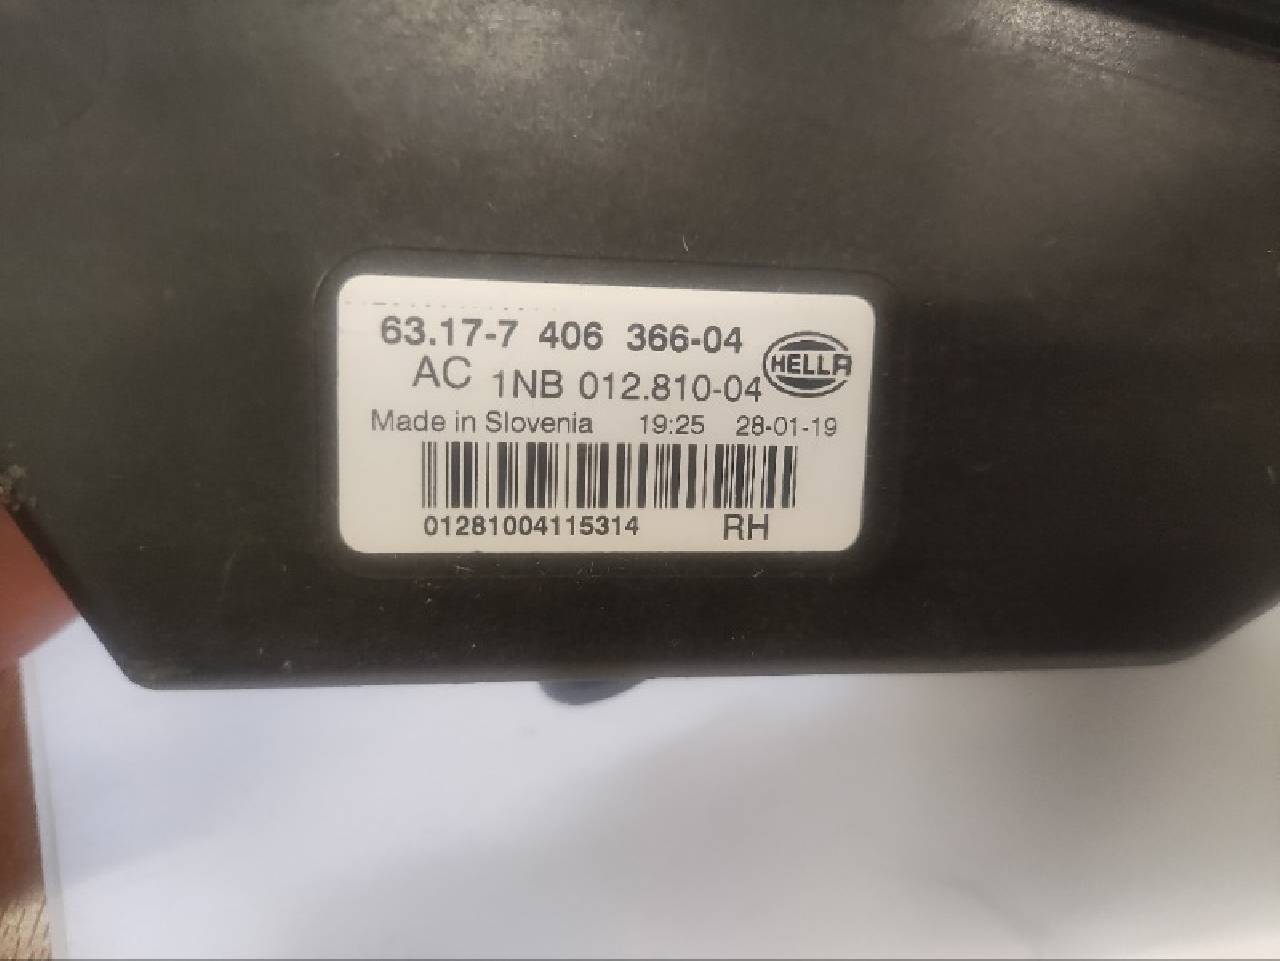 63.17-7 406 366-04
AC 1NB 012.810-04
HELLA
Made in Slovenia 19:25 28-01-19
01281004115314 RH